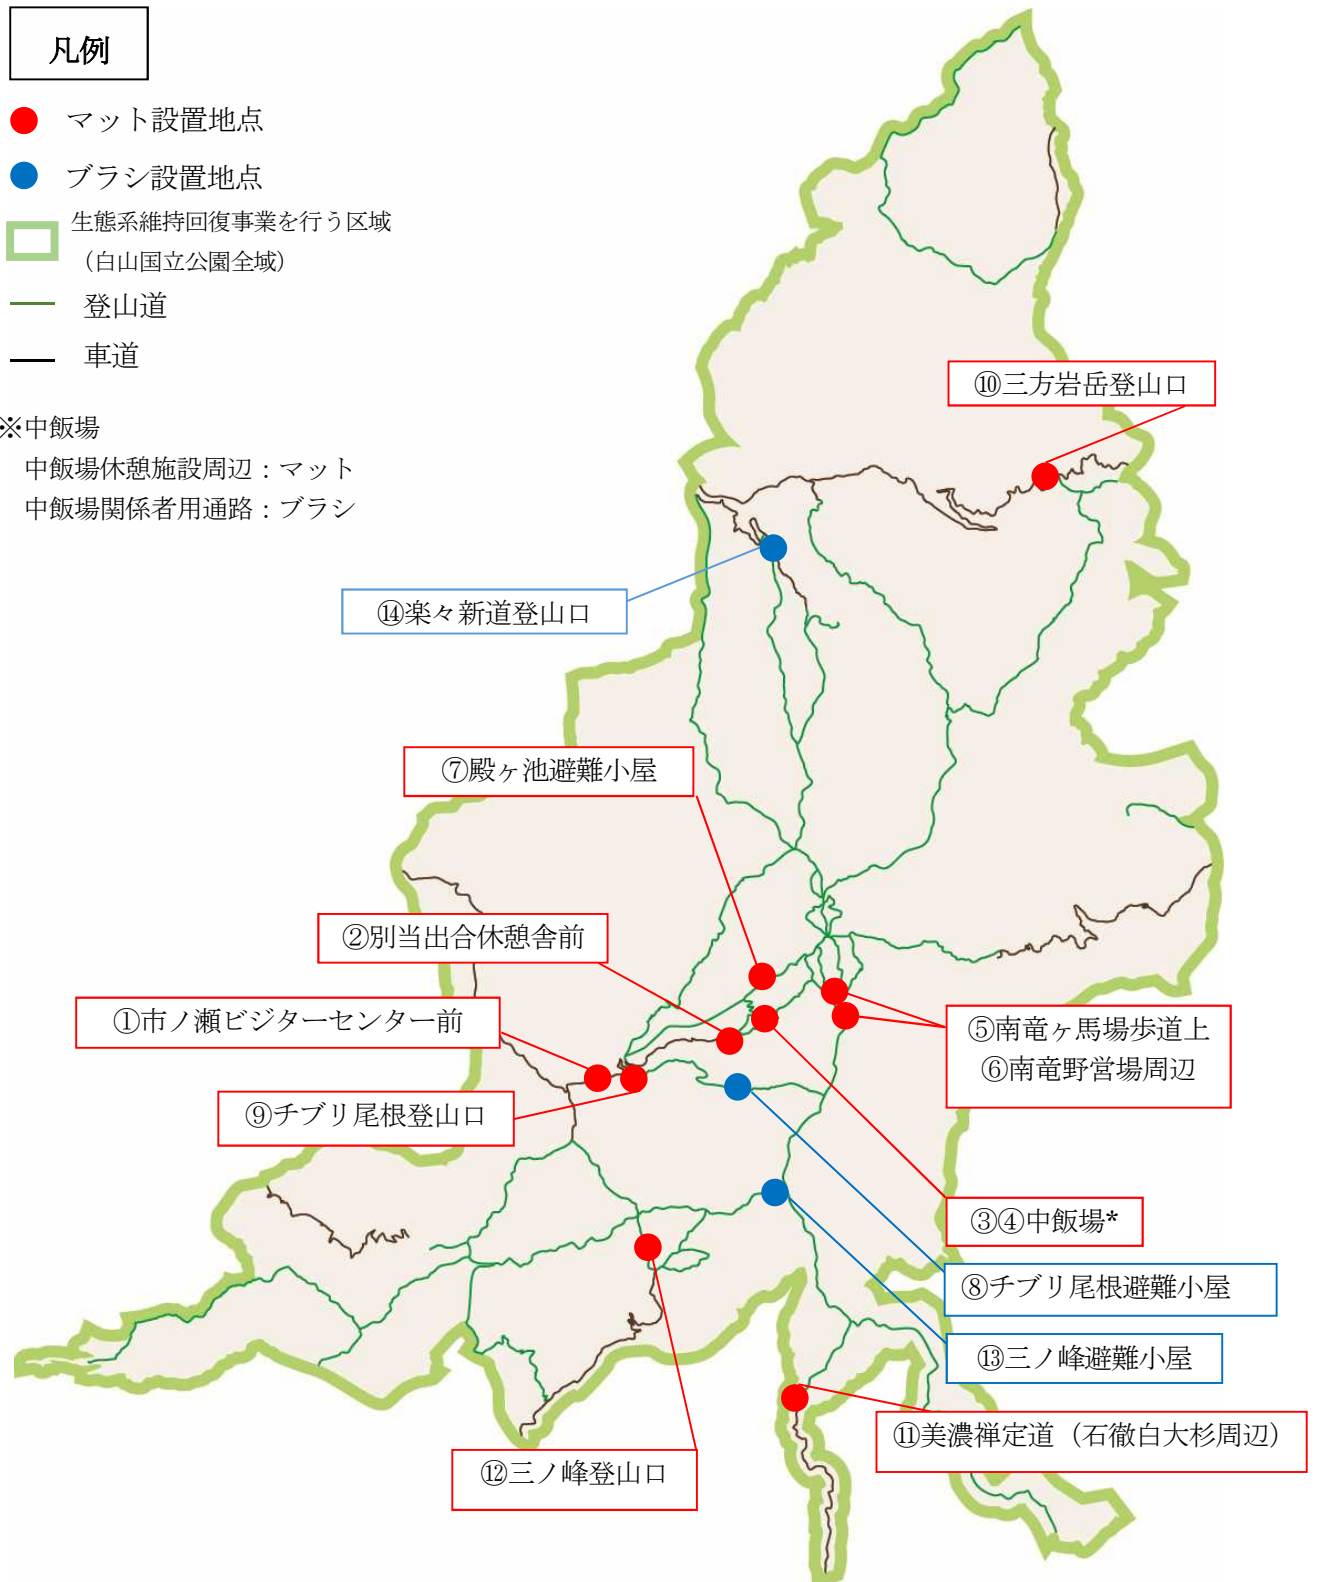 凡例
マット設置地点
ブラシ設置地点
生態系維持回復事業を行う区域
(白山国立公園全域)
登山道
車道
※中飯場
中飯場休憩施設周辺:マット
中飯場関係者用通路:ブラシ
⑩三方岩岳登山口
⑭楽々新道登山口
⑦殿ヶ池避難小屋
②別当出合休憩舎前
①市ノ瀬ビジターセンター前
⑤南竜ヶ馬場歩道上
⑥南竜野営場周辺
⑨チブリ尾根登山口
③④中飯場*
⑧チブリ尾根避難小屋
⑬三ノ峰避難小屋
⑪美濃禅定道(石徹白大杉周辺)
⑫三ノ峰登山口